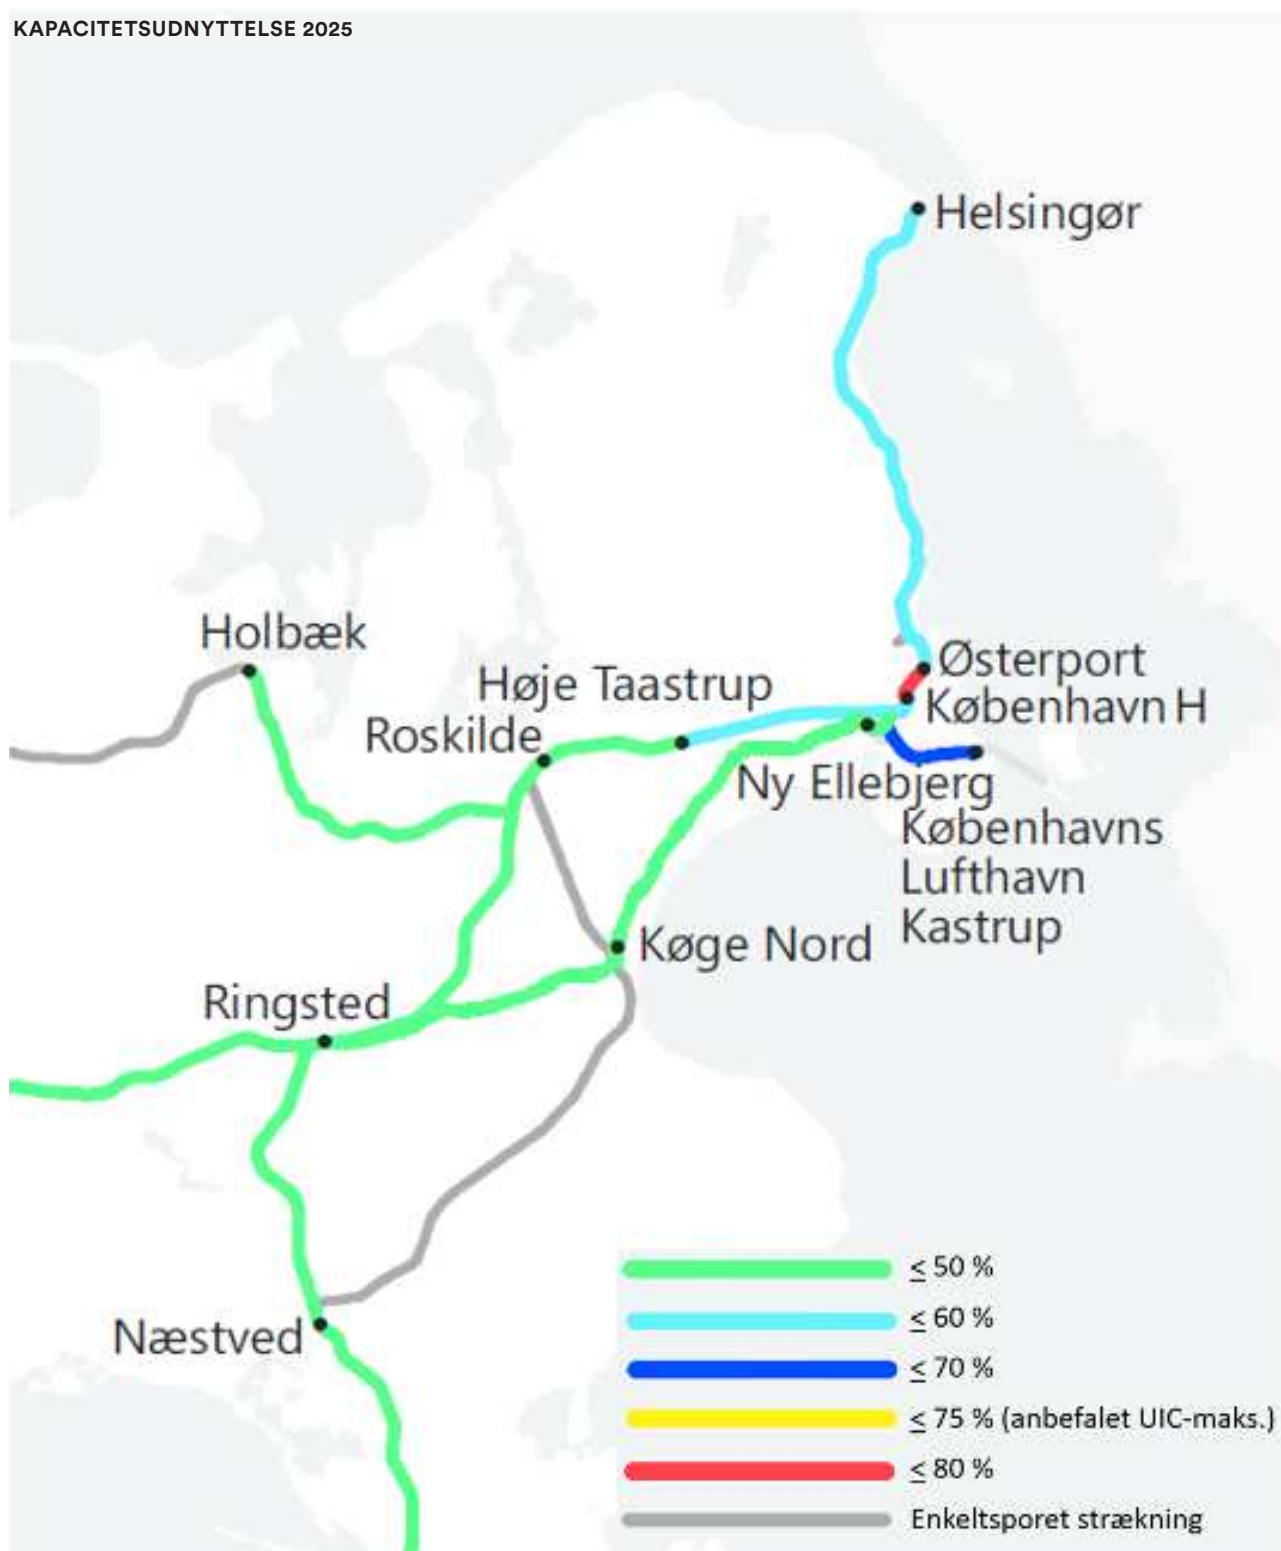 KAPACITETSUDNYTTELSE 2025
Helsingør
Holbæk
Østerport
Høje Taastrup
København H
Roskilde
Ny Ellebjerg
Københavns
Lufthavn
Kastrup
Køge Nord
Ringsted
Næstved
≤ 50 %
≤ 60 %
≤ 70 %
≤ 75 % (anbefalet UIC-maks.)
≤ 80 %
Enkeltsporet strækning